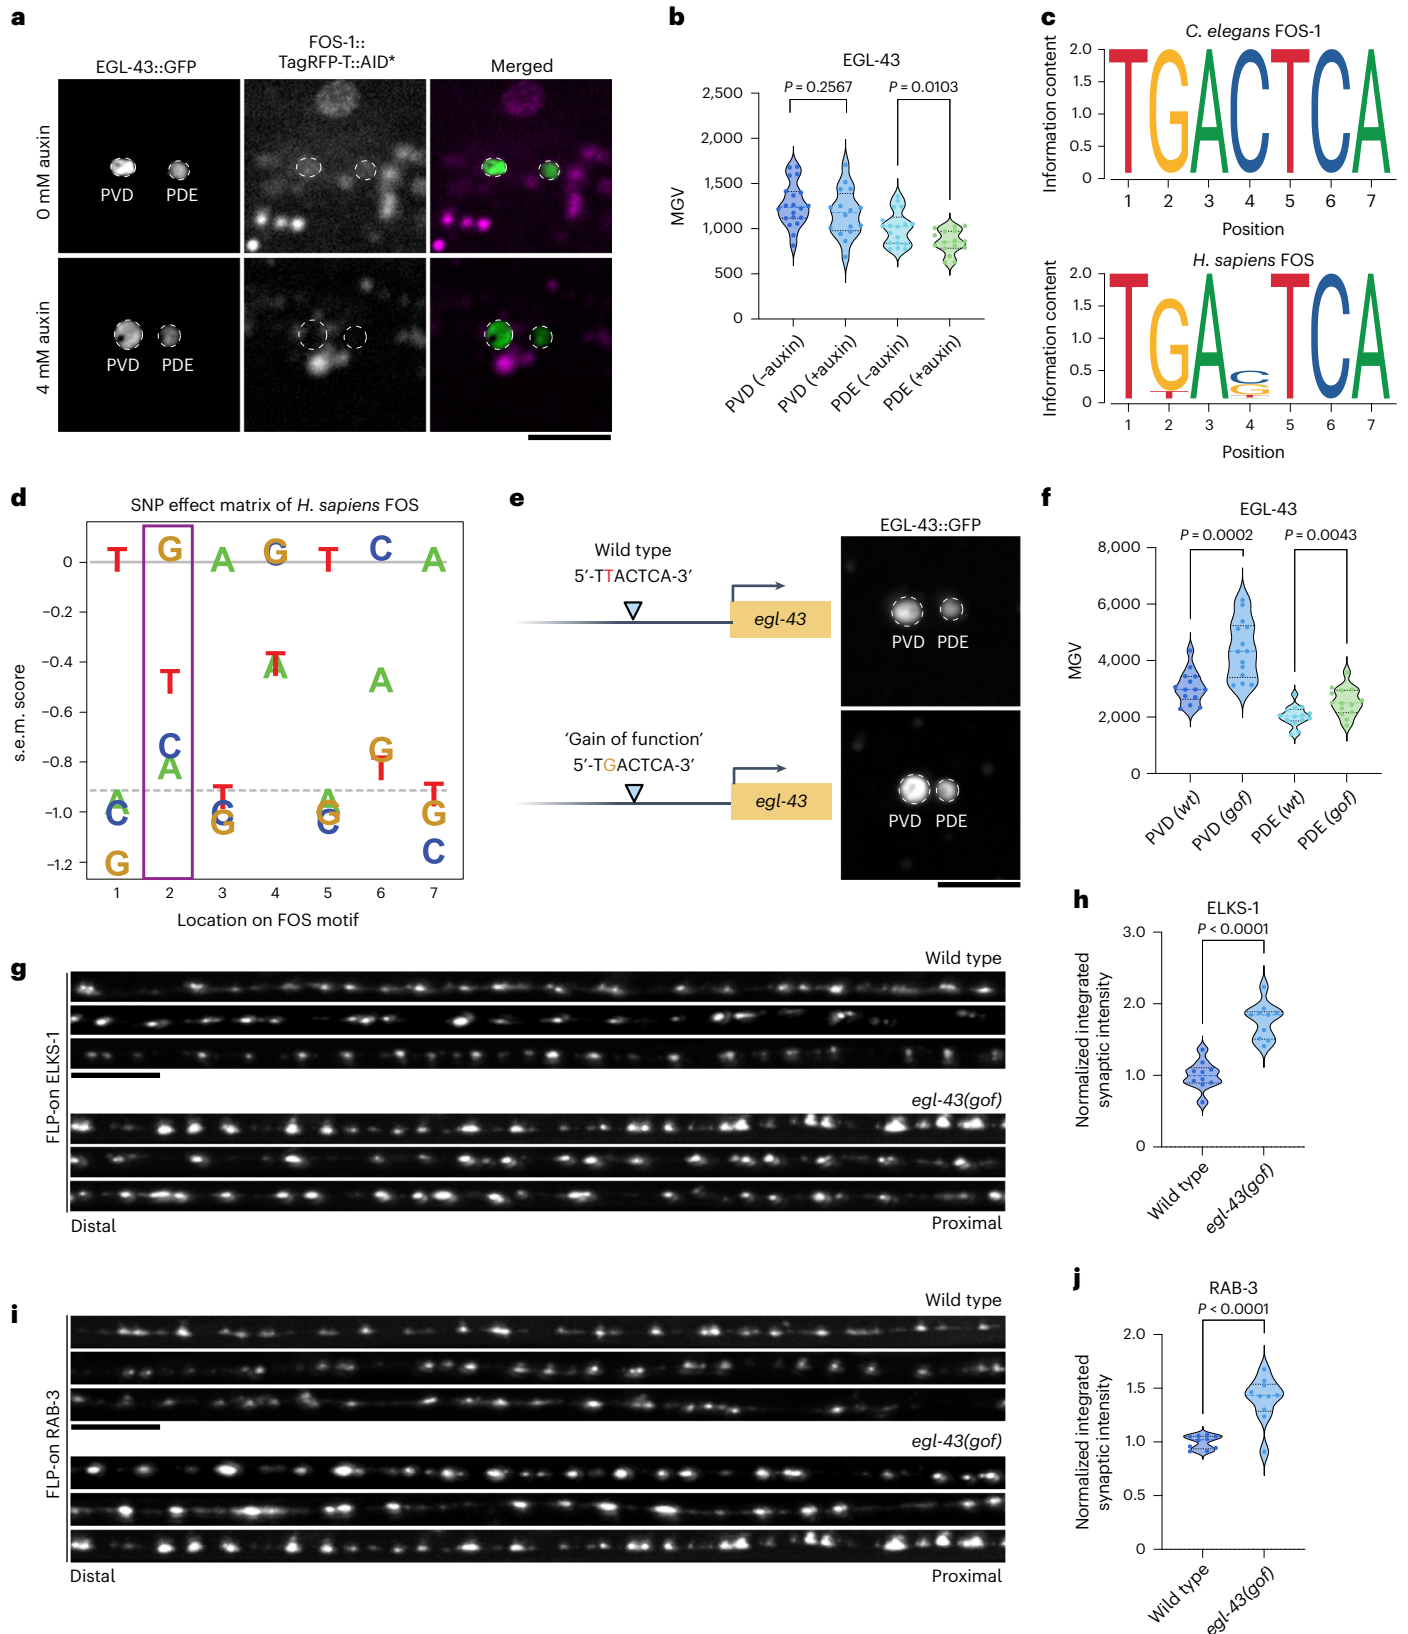 a
EGL-43::GFP
FOS-1::
TagRFP-T::AID*
Merged
0 mM auxin
PVD
PDE
4 mM auxin
PVD
PDE
b
EGL-43
P = 0.2567
P = 0.0103
2,500
2,000
1,500
1,000
500
0
MGV
PVD (−auxin)
PVD (+auxin)
PDE (−auxin)
PDE (+auxin)
c
C. elegans FOS-1
Information content
2.0
1.5
1.0
0.5
0
TGACTCA
1 2 3 4 5 6 7
Position
H. sapiens FOS
Information content
2.0
1.5
1.0
0.5
0
T G A C T C A
T G
T
1 2 3 4 5 6 7
Position
d
SNP effect matrix of H. sapiens FOS
s.e.m. score
0
−0.2
−0.4
−0.6
−0.8
−1.0
−1.2
T G A G T C A
T T A A
C G
A T
A T A T
C C G G
G C C
G
1 2 3 4 5 6 7
Location on FOS motif
e
EGL-43::GFP
Wild type
5′-TTACTCA-3′
egl-43
PVD PDE
‘Gain of function’
5′-TGACTCA-3′
egl-43
PVD PDE
f
EGL-43
P = 0.0002
P = 0.0043
8,000
6,000
4,000
2,000
0
MGV
PVD (wt)
PVD (gof)
PDE (wt)
PDE (gof)
g
Wild type
FLP-on ELKS-1
egl-43(gof)
Distal
Proximal
h
ELKS-1
P < 0.0001
Normalized integrated
synaptic intensity
3.0
2.0
1.0
0
Wild type
egl-43(gof)
i
Wild type
FLP-on RAB-3
egl-43(gof)
Distal
Proximal
j
RAB-3
P < 0.0001
Normalized integrated
synaptic intensity
2.0
1.5
1.0
0.5
0
Wild type
egl-43(gof)